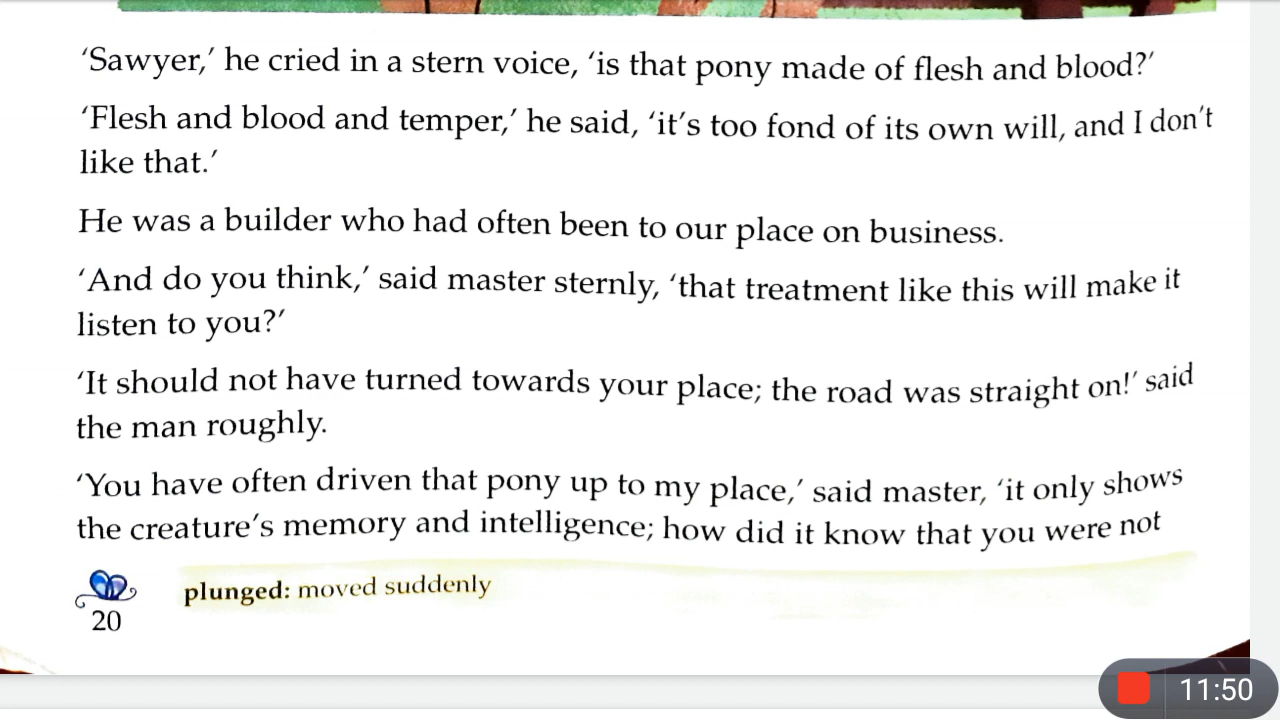 ‘Sawyer,’ he cried in a stern voice, ‘is that pony made of flesh and blood?’
‘Flesh and blood and temper,’ he said, ‘it’s too fond of its own will, and I don’t
like that.’
He was a builder who had often been to our place on business.
‘And do you think,’ said master sternly, ‘that treatment like this will make it
listen to you?’
‘It should not have turned towards your place; the road was straight on!’ said
the man roughly.
‘You have often driven that pony up to my place,’ said master, ‘it only shows
the creature’s memory and intelligence; how did it know that you were not
plunged: moved suddenly
20
11:50